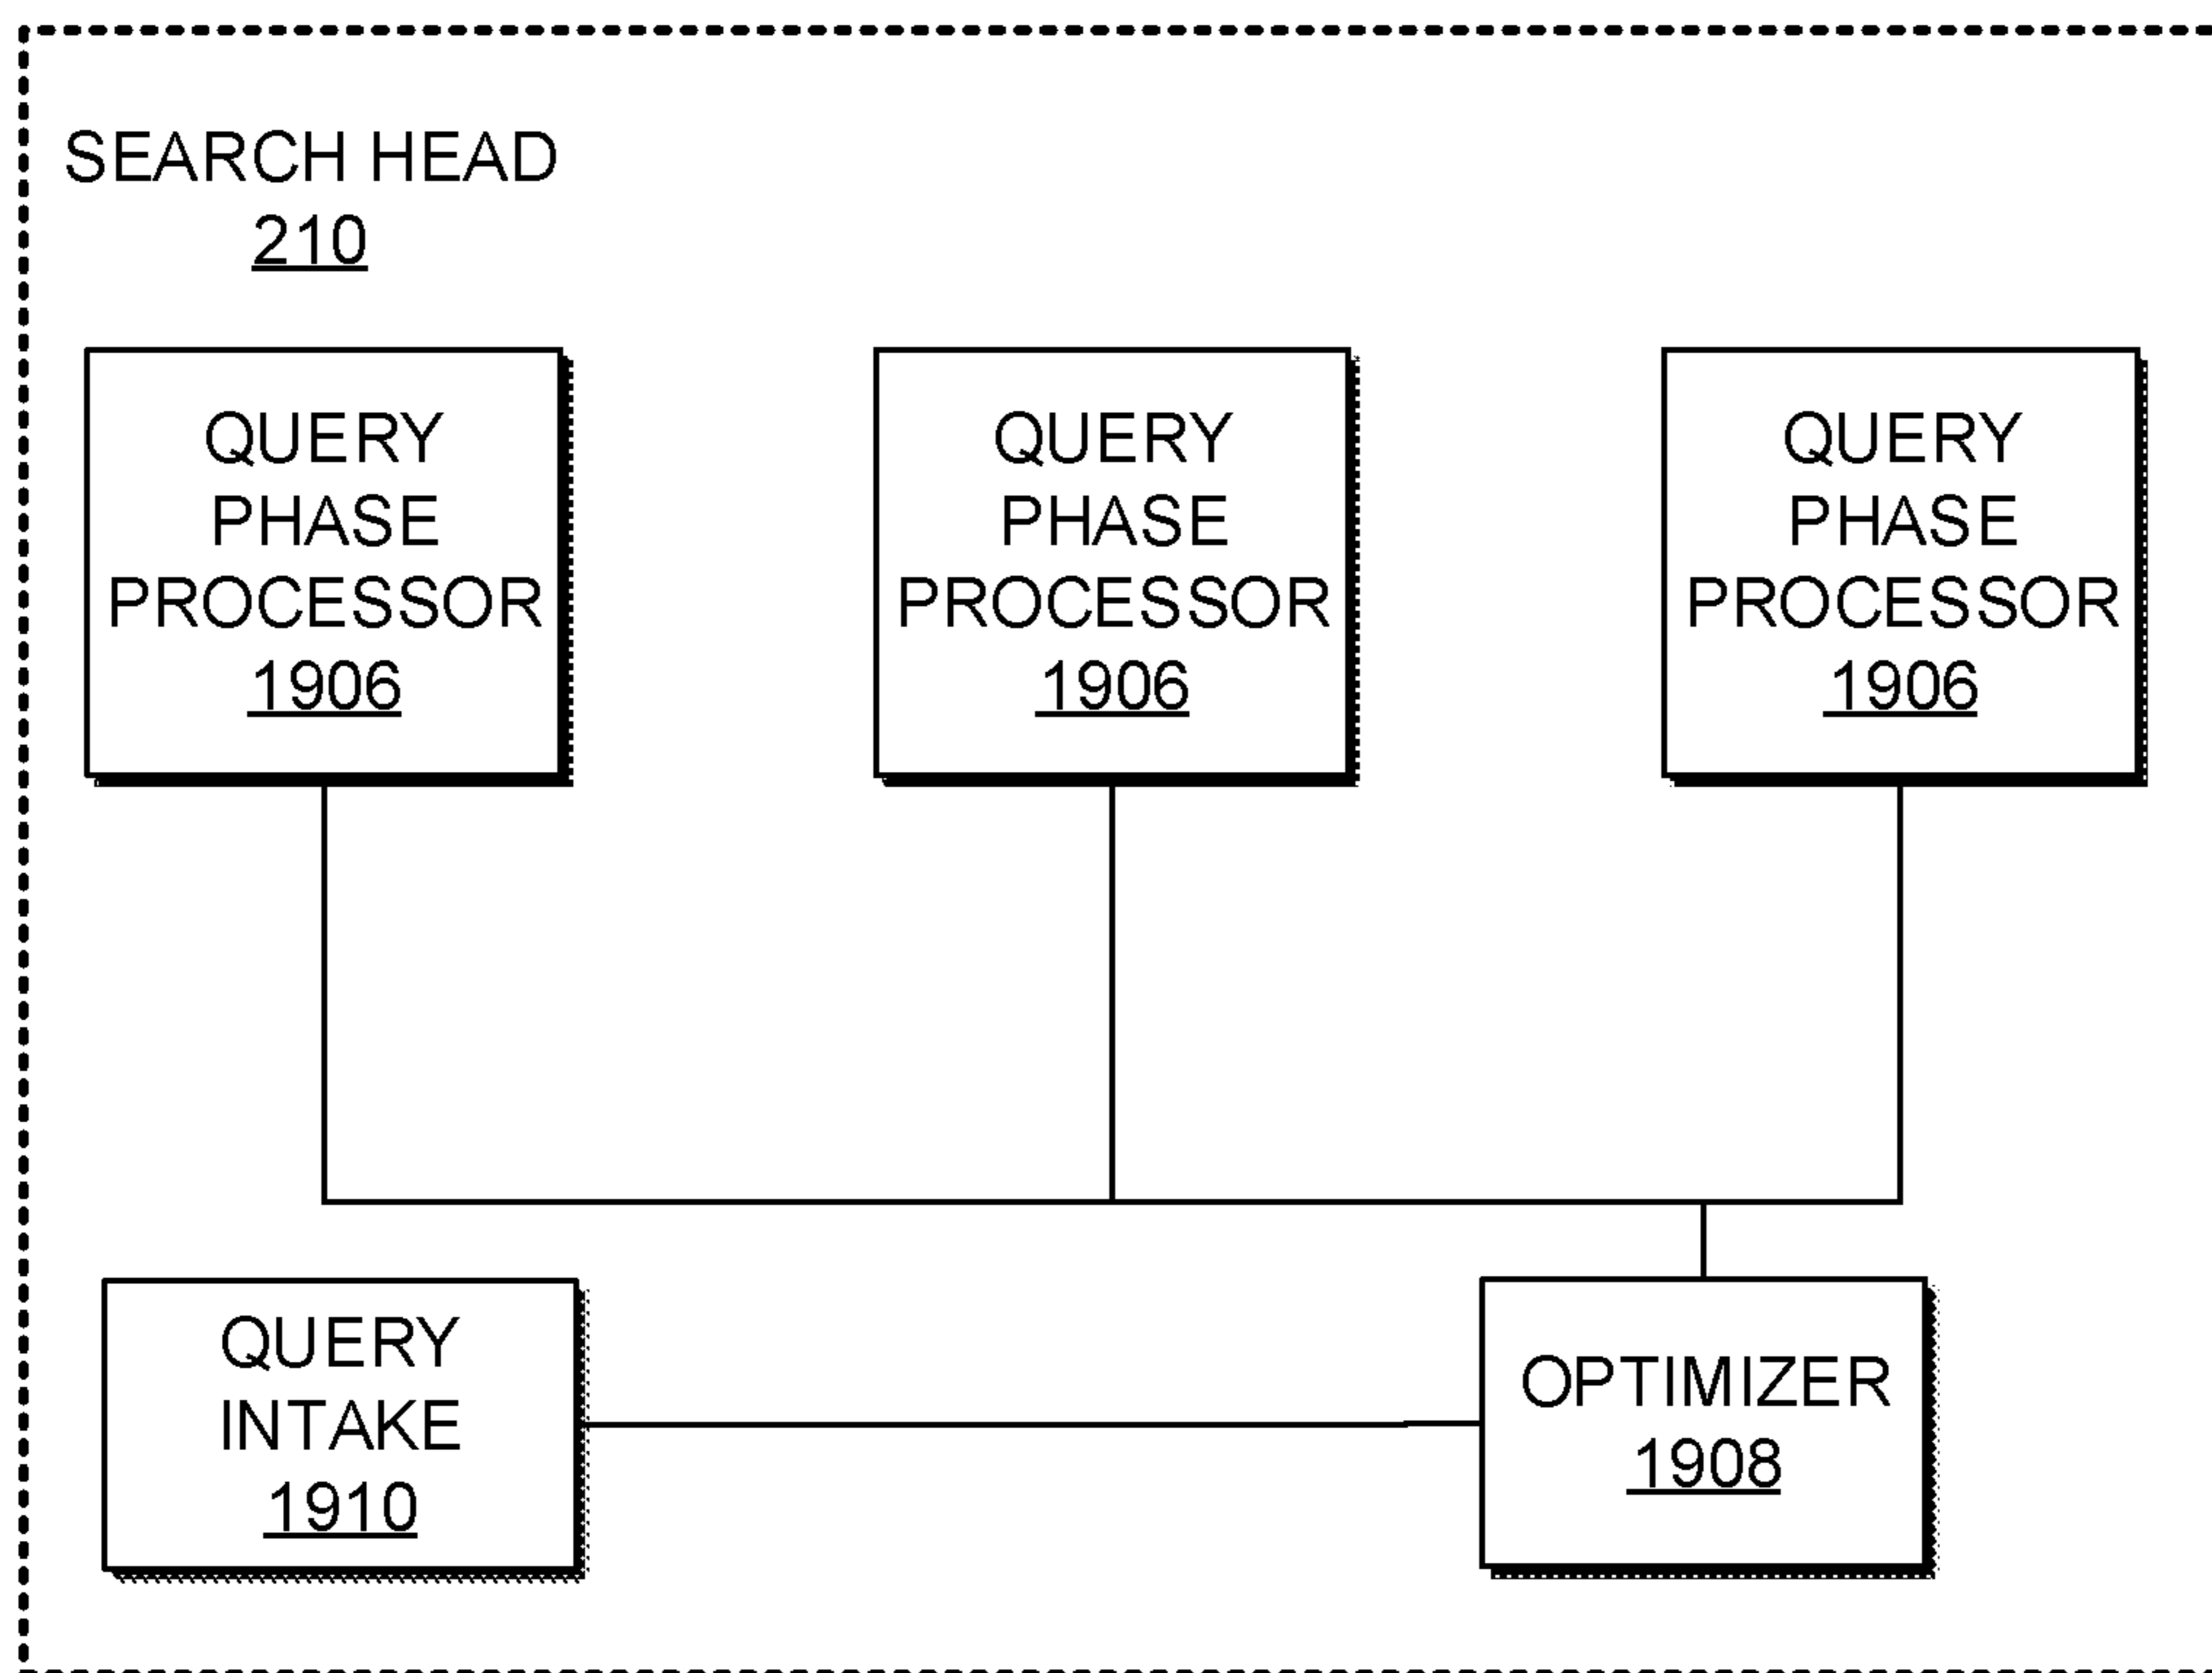 SEARCH HEAD
210
QUERY
PHASE
PROCESSOR
1906
QUERY
PHASE
PROCESSOR
1906
QUERY
PHASE
PROCESSOR
1906
QUERY
INTAKE
1910
OPTIMIZER
1908